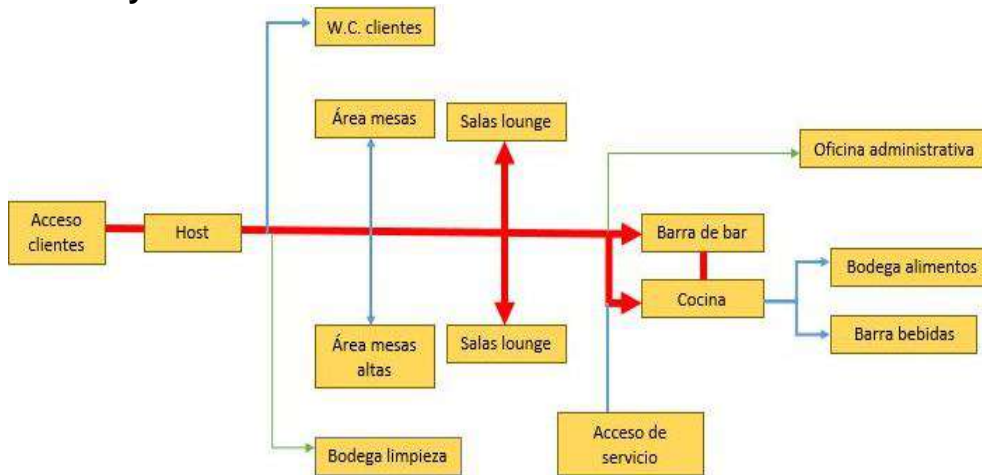 W.C. clientes
Área mesas
Salas lounge
Oficina administrativa
Acceso
clientes
Host
Barra de bar
Bodega alimentos
Cocina
Barra bebidas
Área mesas
altas
Salas lounge
Acceso de
servicio
Bodega limpieza